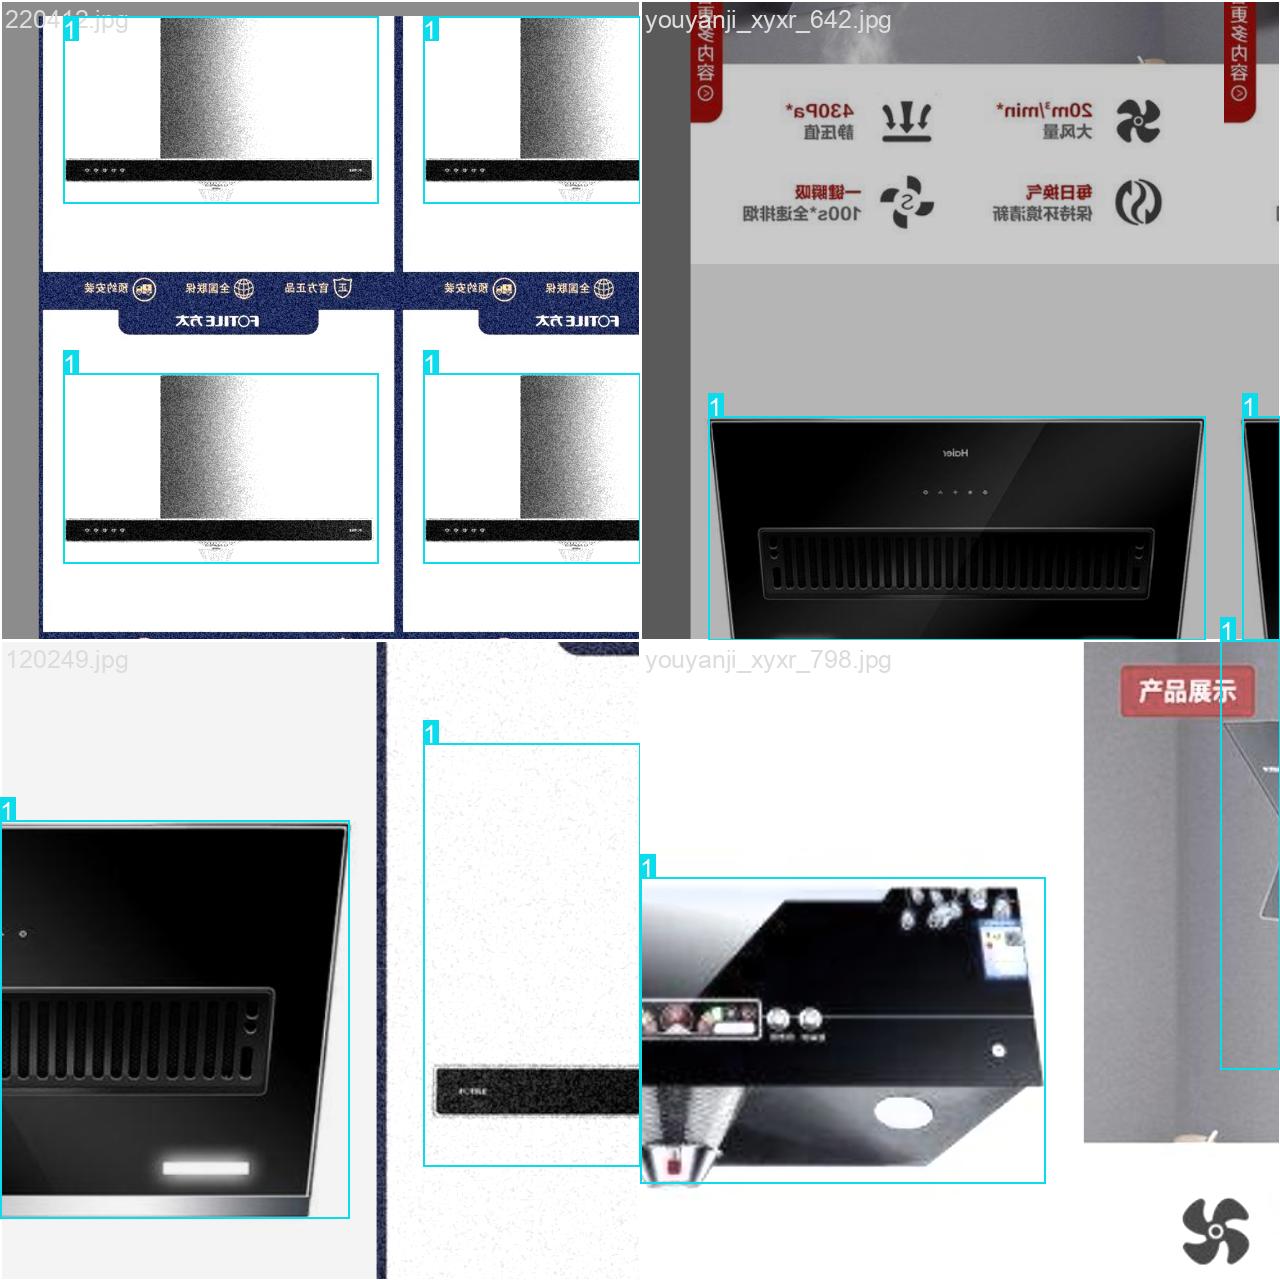 220412.jpg
1
1
预约安装
全国联保
官方正品
正
预约安装
全国联保
FOTILE方太
FOTILE方太
1
1
youyanji_xyxr_642.jpg
更多内容
更多内容
430Pa*
静压值
20m³/min*
大风量
一键瞬吸
100s*全速排烟
每日换气
保持环境清新
1
1
Haier
120249.jpg
1
1
FOTILE
youyanji_xyxr_798.jpg
1
1
产品展示